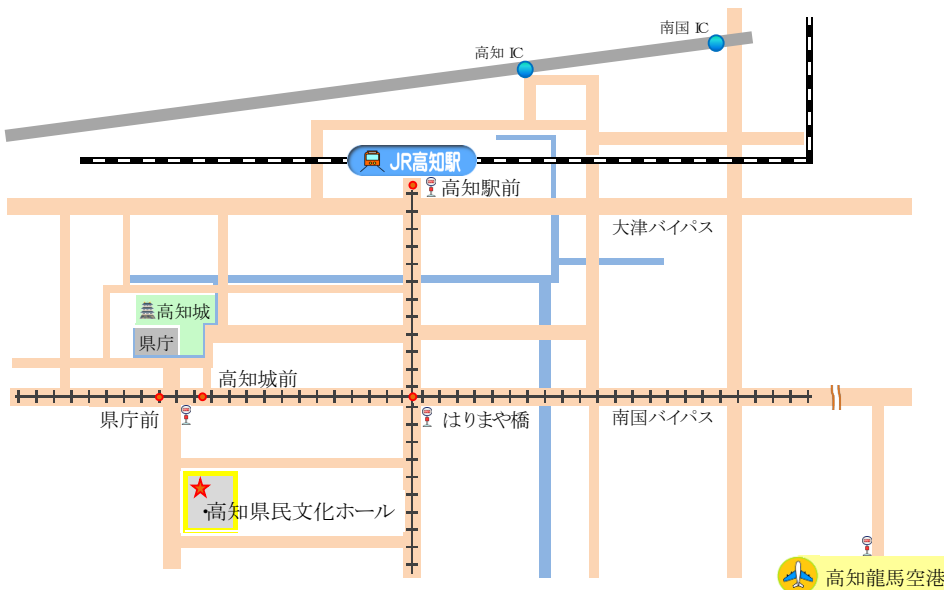 南国 IC
高知 IC
JR高知駅
高知駅前
大津バイパス
高知城
県庁
高知城前
県庁前
はりまや橋
南国バイパス
・高知県民文化ホール
高知龍馬空港